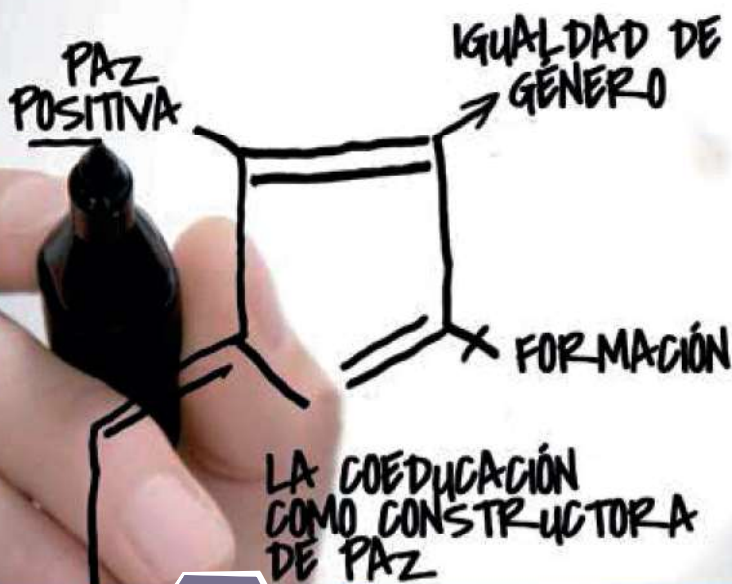 PAZ
POSITIVA
IGUALDAD DE
GÉNERO
FORMACIÓN
LA COEDUCACIÓN
COMO CONSTRUCTORA
DE PAZ